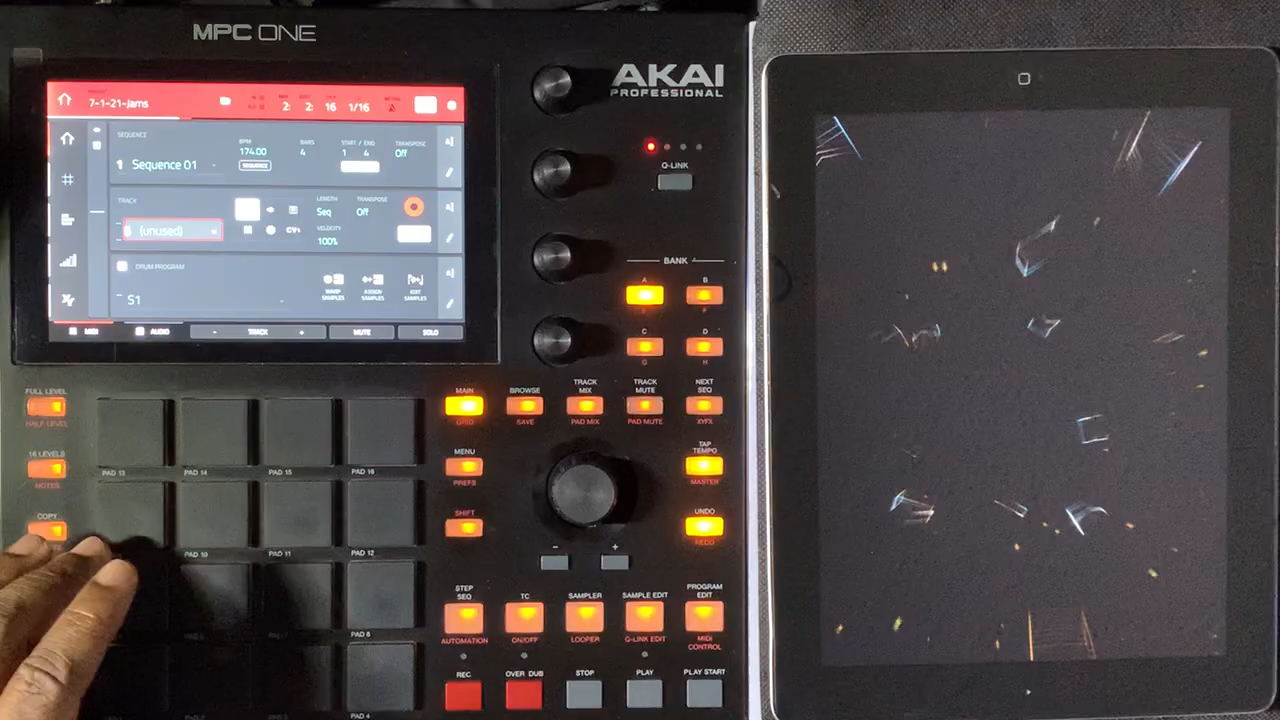 MPC ONE
AKAI
PROFESSIONAL
7-1-21-Jams
2: 2: 16 1/16
SEQUENCE
BPM
BARS
START / END
TRANSPOSE
1 Sequence 01
174.00
4
1 4
Off
SEQUENCE
TRACK
LENGTH
TRANSPOSE
(unused)
Seq
Off
CV+
VELOCITY
100%
DRUM PROGRAM
S1
WARP SAMPLES
ASSIGN SAMPLES
EDIT SAMPLES
MIDI
AUDIO
- TRACK +
MUTE
SOLO
Q-LINK
BANK
A B
C D
G H
FULL LEVEL
HALF LEVEL
16 LEVELS
NOTES
COPY
PAD 13 PAD 14 PAD 15 PAD 16
PAD 10 PAD 11 PAD 12
PAD 8
PAD 4
MAIN
GRID
BROWSE
SAVE
TRACK MIX
PAD MIX
TRACK MUTE
PAD MUTE
NEXT SEQ
XYFX
MENU
PREFS
TAP TEMPO
MASTER
SHIFT
UNDO
REDO
- +
STEP SEQ
AUTOMATION
TC
ON/OFF
SAMPLER
LOOPER
SAMPLE EDIT
Q-LINK EDIT
PROGRAM EDIT
MIDI CONTROL
REC
OVER DUB
STOP
PLAY
PLAY START